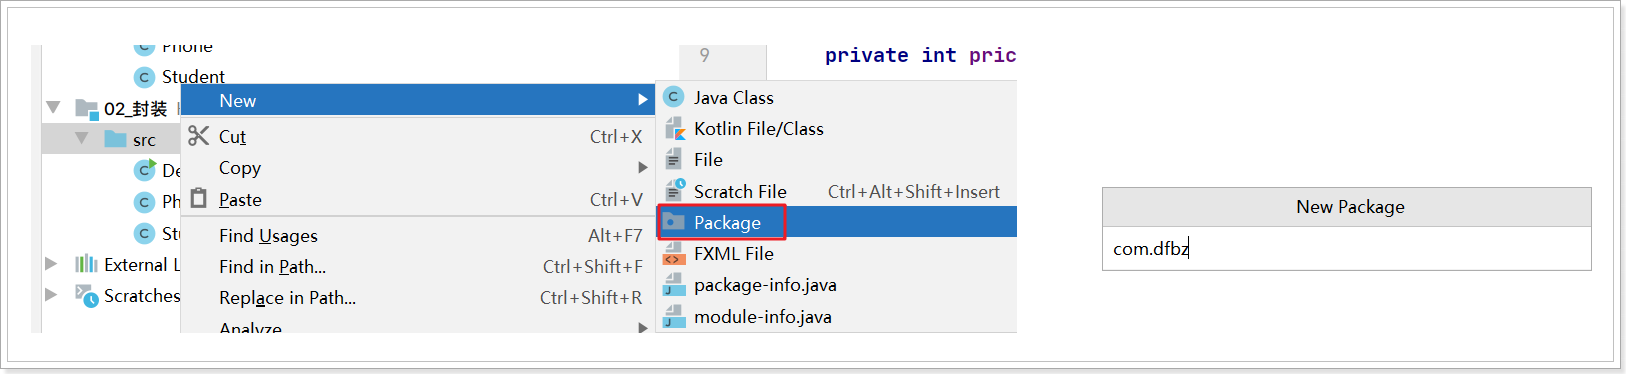 Phone
Student
02_封装
src
De
Ph
Stu
External L
Scratches
New
Cut Ctrl+X
Copy
Paste Ctrl+V
Find Usages Alt+F7
Find in Path... Ctrl+Shift+F
Replace in Path... Ctrl+Shift+R
Analyze
9 private int pric
Java Class
Kotlin File/Class
File
Scratch File Ctrl+Alt+Shift+Insert
Package
FXML File
package-info.java
module-info.java
New Package
com.dfbz